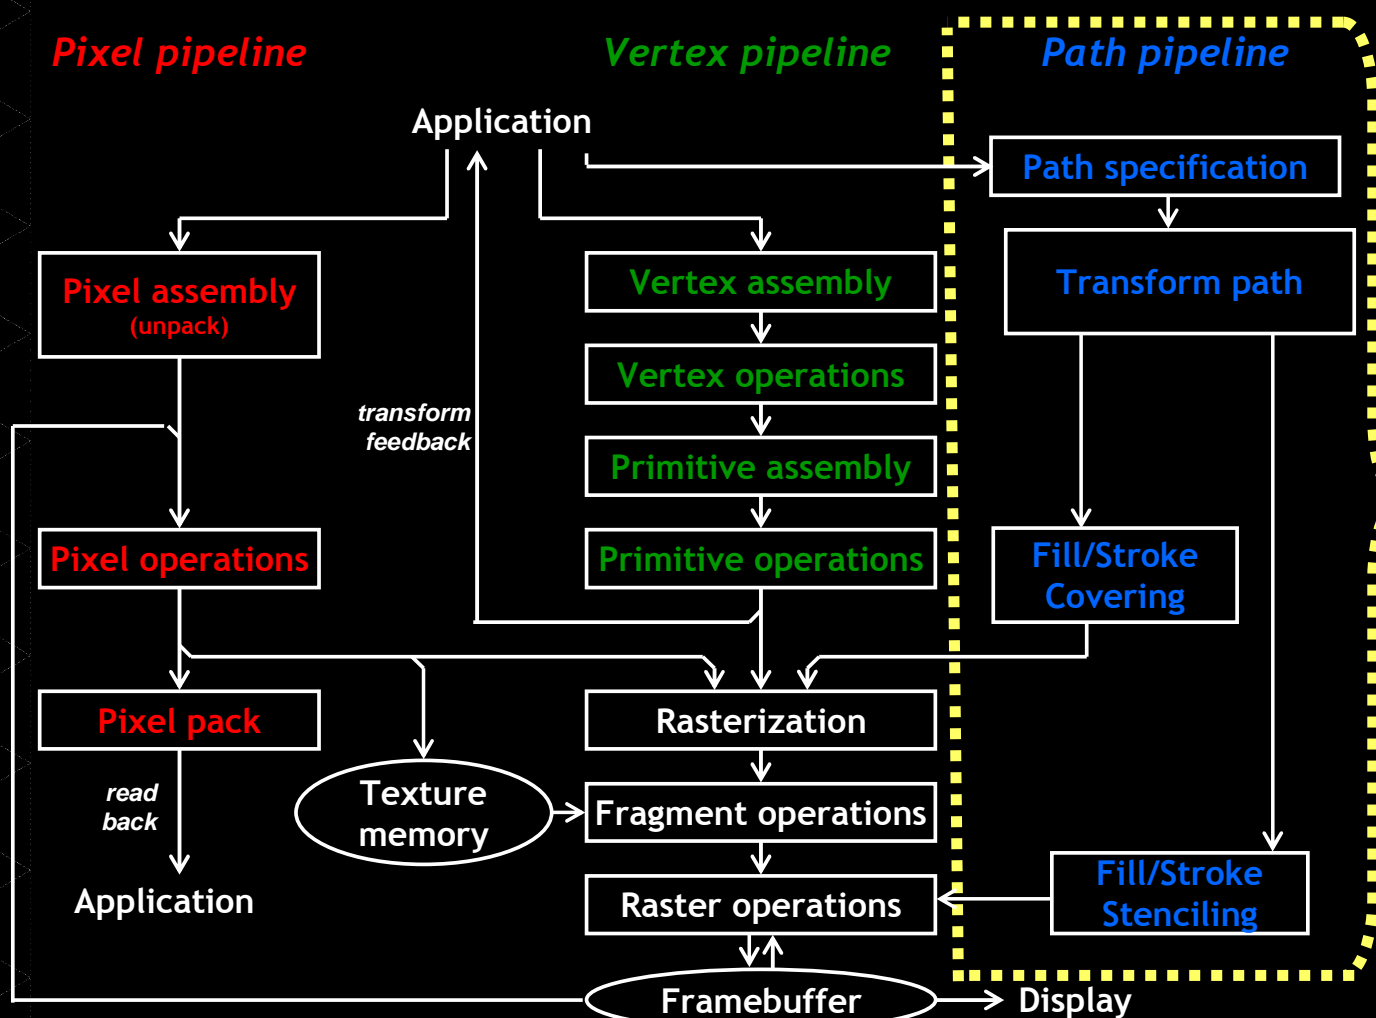 Pixel pipeline
Vertex pipeline
Path pipeline
Application
Path specification
Transform path
Pixel assembly
(unpack)
Vertex assembly
Vertex operations
transform
feedback
Primitive assembly
Pixel operations
Primitive operations
Fill/Stroke
Covering
Pixel pack
Rasterization
read
back
Texture
memory
Fragment operations
Application
Raster operations
Fill/Stroke
Stenciling
Framebuffer
Display